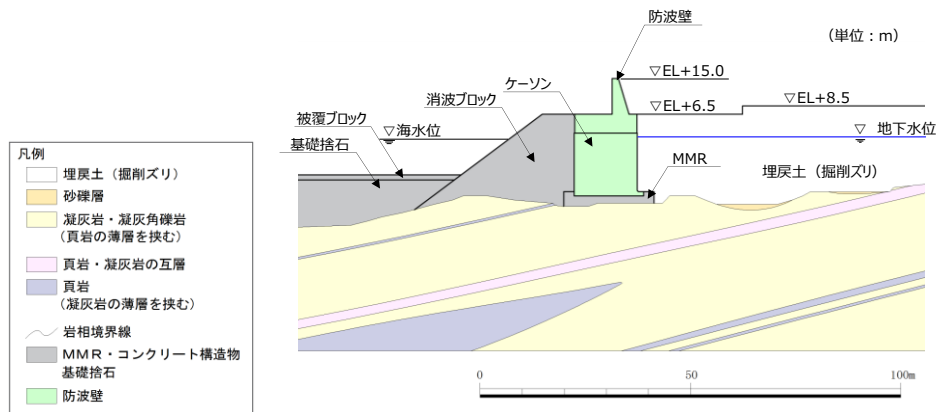 防波壁
(単位:m)
▽EL+15.0
ケーソン
消波ブロック
▽EL+6.5
▽EL+8.5
被覆ブロック
▽海水位
▽ 地下水位
基礎捨石
MMR
埋戻土(掘削ズリ)
凡例
埋戻土(掘削ズリ)
砂礫層
凝灰岩・凝灰角礫岩
(頁岩の薄層を挟む)
頁岩・凝灰岩の互層
頁岩
(凝灰岩の薄層を挟む)
岩相境界線
MMR・コンクリート構造物
基礎捨石
防波壁
0
50
100m